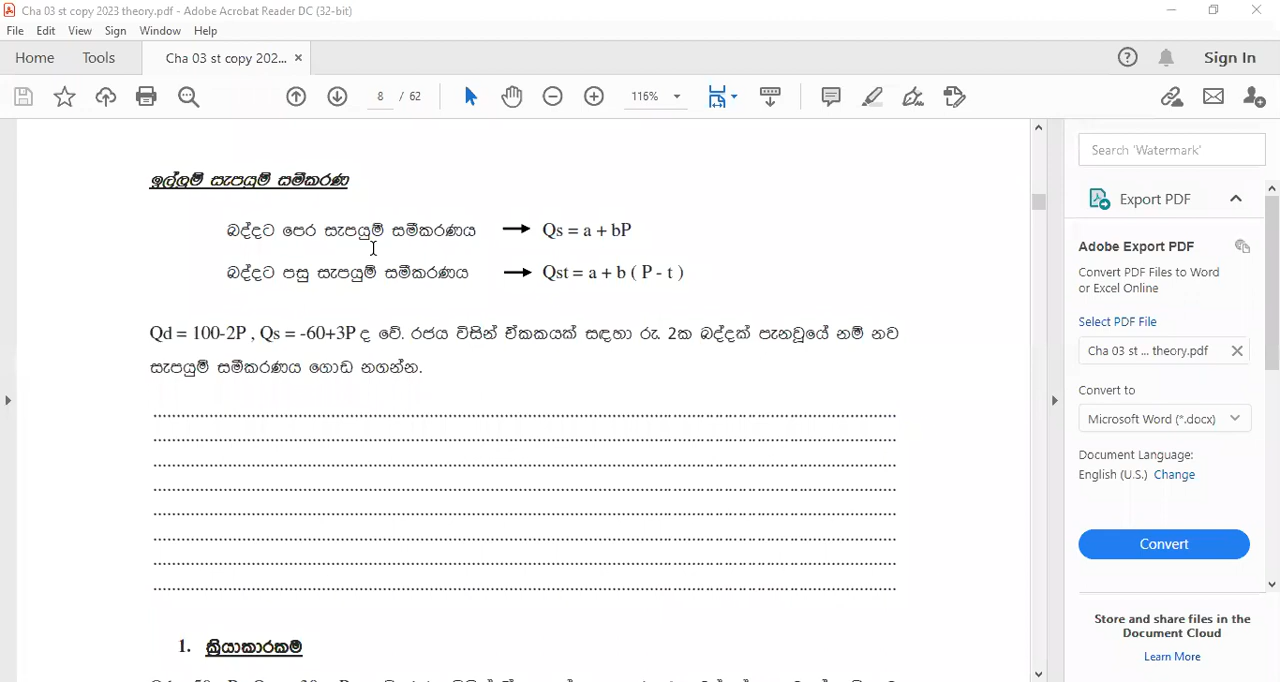 Cha 03 st copy 2023 theory.pdf - Adobe Acrobat Reader DC (32-bit)
File Edit View Sign Window Help
Home Tools Cha 03 st copy 202... × Sign In
8 / 62 116%
ඉල්ලුම් සැපයුම් සමීකරණ
බද්දට පෙර සැපයුම් සමීකරණය → Qs = a + bP
බද්දට පසු සැපයුම් සමීකරණය → Qst = a + b ( P - t )
Qd = 100-2P , Qs = -60+3P ද වේ. රජය විසින් ඒකකයක් සඳහා රු. 2ක බද්දක් පැනවූයේ නම් නව
සැපයුම් සමීකරණය ගොඩ නගන්න.
1. ක්‍රියාකාරකම
Search 'Watermark'
Export PDF
Adobe Export PDF
Convert PDF Files to Word
or Excel Online
Select PDF File
Cha 03 st ... theory.pdf ×
Convert to
Microsoft Word (*.docx)
Document Language:
English (U.S.) Change
Convert
Store and share files in the
Document Cloud
Learn More